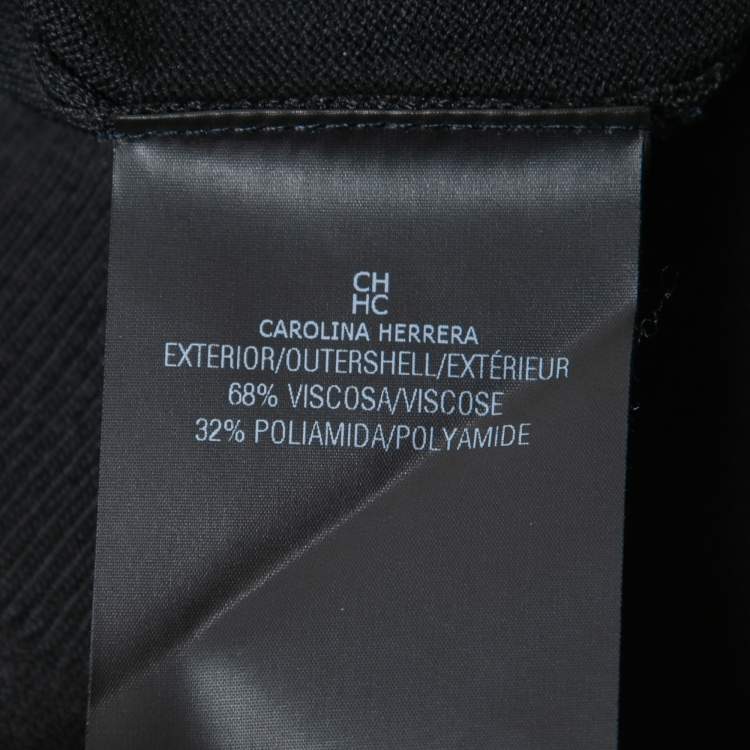 CH
HC
CAROLINA HERRERA
EXTERIOR/OUTERSHELL/EXTÉRIEUR
68% VISCOSA/VISCOSE
32% POLIAMIDA/POLYAMIDE